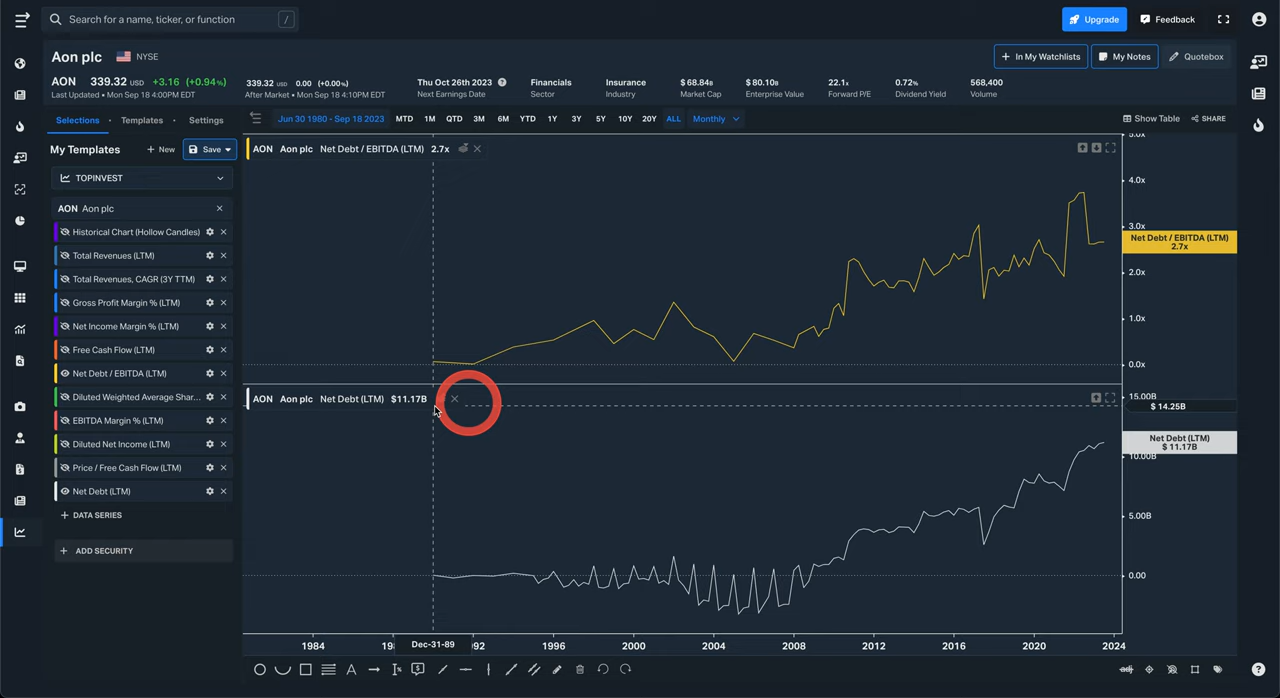 Search for a name, ticker, or function
/
Upgrade
Feedback
Aon plc
NYSE
+ In My Watchlists
My Notes
Quotebox
AON 339.32 USD +3.16 (+0.94%)
Last Updated • Mon Sep 18 4:00PM EDT
339.32 USD 0.00 (+0.00%)
After Market • Mon Sep 18 4:10PM EDT
Thu Oct 26th 2023
Next Earnings Date
Financials
Sector
Insurance
Industry
$ 68.84B
Market Cap
$ 80.10B
Enterprise Value
22.1x
Forward P/E
0.72%
Dividend Yield
568,400
Volume
Selections
Templates
Settings
Jun 30 1980 - Sep 18 2023
MTD 1M QTD 3M 6M YTD 1Y 3Y 5Y 10Y 20Y ALL Monthly
Show Table
SHARE
My Templates
+ New
Save
TOPINVEST
AON Aon plc
Historical Chart (Hollow Candles)
Total Revenues (LTM)
Total Revenues, CAGR (3Y TTM)
Gross Profit Margin % (LTM)
Net Income Margin % (LTM)
Free Cash Flow (LTM)
Net Debt / EBITDA (LTM)
Diluted Weighted Average Shar...
EBITDA Margin % (LTM)
Diluted Net Income (LTM)
Price / Free Cash Flow (LTM)
Net Debt (LTM)
+ DATA SERIES
+ ADD SECURITY
AON Aon plc Net Debt / EBITDA (LTM) 2.7x
5.0x
4.0x
3.0x
Net Debt / EBITDA (LTM)
2.7x
2.0x
1.0x
0.0x
AON Aon plc Net Debt (LTM) $11.17B
15.00B
$ 14.25B
Net Debt (LTM)
$ 11.17B
10.00B
5.00B
0.00
1984
Dec-31-89
1996
2000
2004
2008
2012
2016
2020
2024